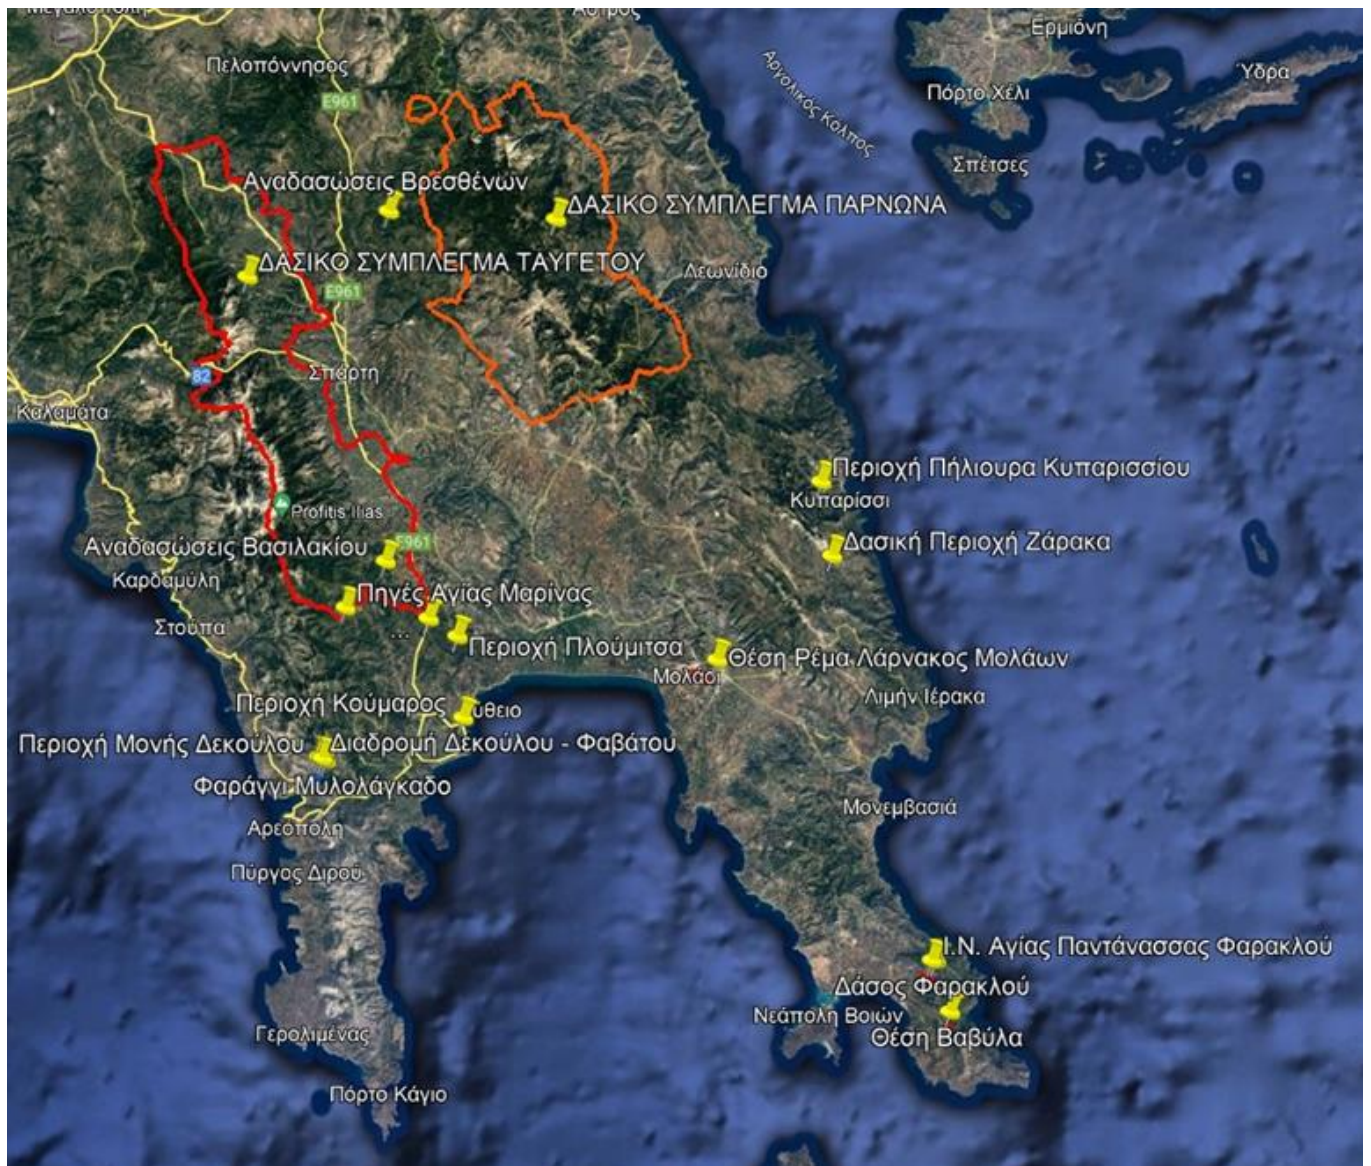 Ερμιόνη
Πελοπόννησος
Αργολικός Κόλπος
Ύδρα
Πόρτο Χέλι
E961
Σπέτσες
Αναδασώσεις Βρεσθένων
ΔΑΣΙΚΟ ΣΥΜΠΛΕΓΜΑ ΠΑΡΝΩΝΑ
ΔΑΣΙΚΟ ΣΥΜΠΛΕΓΜΑ ΤΑΥΓΕΤΟΥ
Λεωνίδιο
E961
Σπάρτη
82
Καλαμάτα
Περιοχή Πήλιουρα Κυπαρισσίου
Κυπαρίσσι
Profitis Ilias
Δασική Περιοχή Ζάρακα
Αναδασώσεις Βασιλακίου
E961
Καρδαμύλη
Πηγές Αγίας Μαρίνας
Στούπα
...
Περιοχή Πλούμιτσα
Θέση Ρέμα Λάρνακος Μολάων
Μολάοι
Λιμήν Ιέρακα
Περιοχή Κούμαρος
Περιοχή Μονής Δεκούλου
Διαδρομή Δεκούλου - Φαβάτου
Φαράγγι Μυλολάγκαδο
Μονεμβασιά
Αρεόπολη
Πύργος Διρού
Ι.Ν. Αγίας Παντάνασσας Φαρακλού
Δάσος Φαρακλού
Νεάπολη Βοιών
Θέση Βαβύλα
Γερολιμένας
Πόρτο Κάγιο